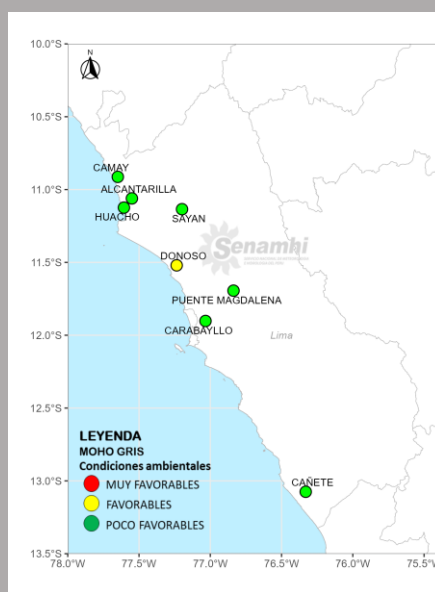 N
10.0°S
10.5°S
11.0°S
11.5°S
12.0°S
12.5°S
13.0°S
13.5°S
CAMAY
ALCANTARILLA
HUACHO
SAYAN
Senamhi
DONOSO
PUENTE MAGDALENA
CARABAYLLO
Lima
CAÑETE
LEYENDA
MOHO GRIS
Condiciones ambientales
MUY FAVORABLES
FAVORABLES
POCO FAVORABLES
78.0°W
77.5°W
77.0°W
76.5°W
76.0°W
75.5°W